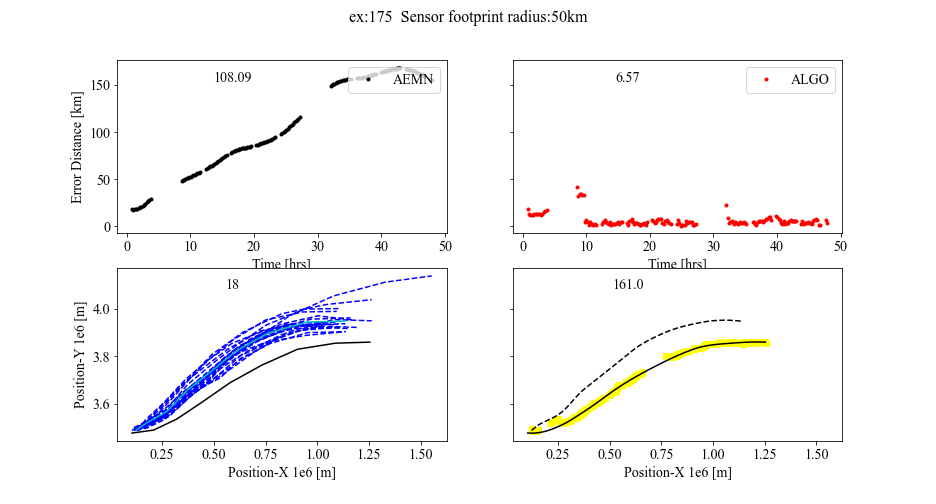 ex:175  Sensor footprint radius:50km
108.09
AEMN
Error Distance [km]
150
100
50
0
0 10 20 30 40 50
Time [hrs]
6.57
ALGO
0 10 20 30 40 50
Time [hrs]
18
Position-Y 1e6 [m]
4.0
3.8
3.6
0.25 0.50 0.75 1.00 1.25 1.50
Position-X 1e6 [m]
161.0
0.25 0.50 0.75 1.00 1.25 1.50
Position-X 1e6 [m]